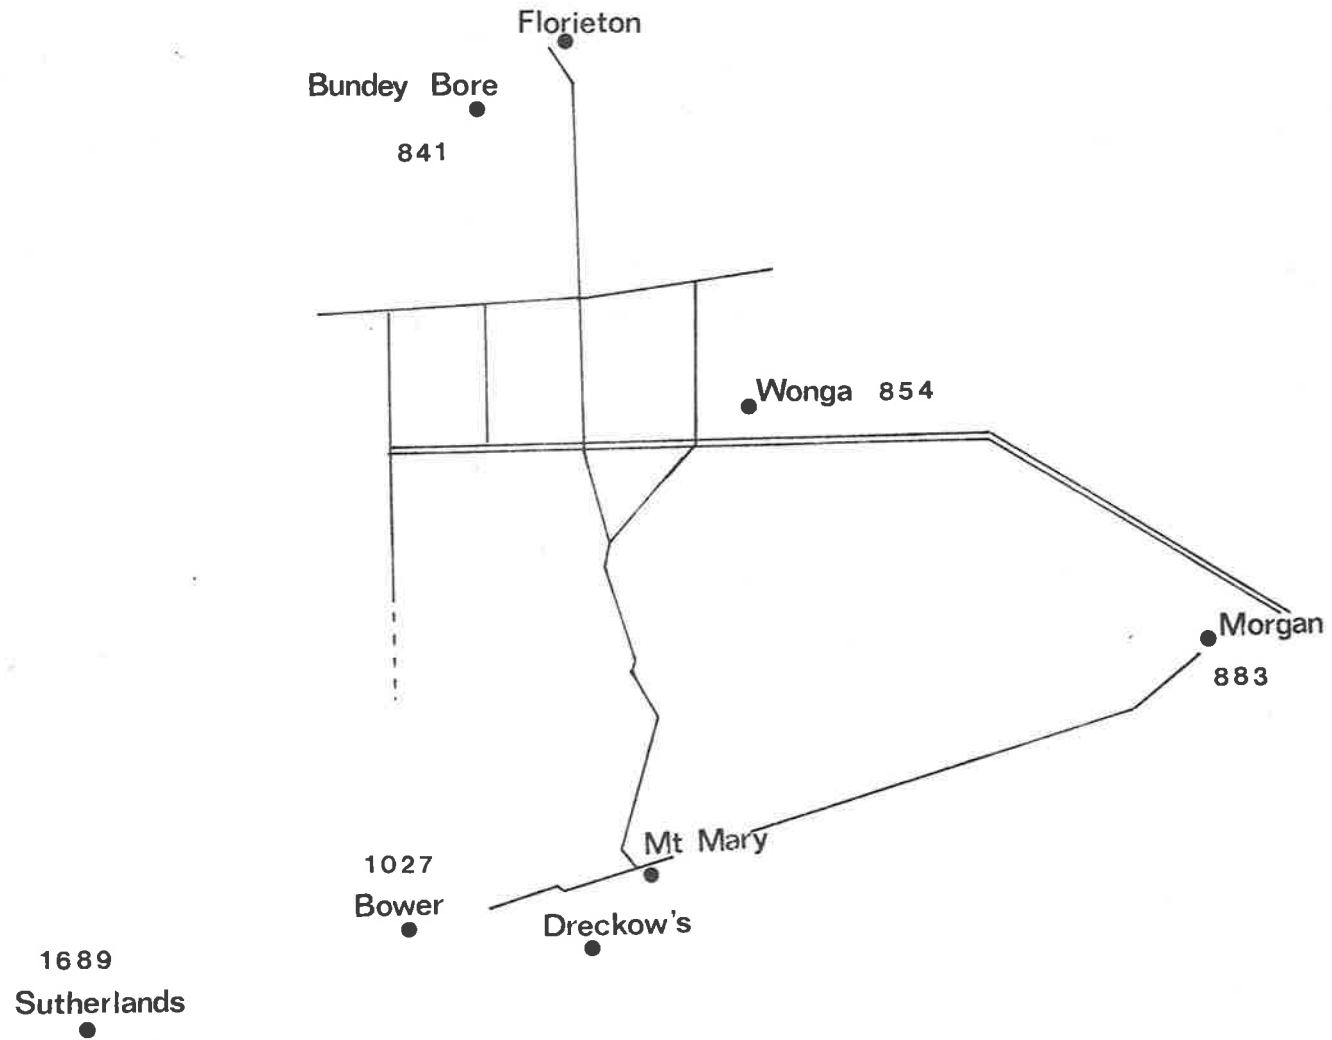 Florieton
Bundey Bore
841
Wonga 854
Morgan
883
Mt Mary
1027
Bower
Dreckow's
1689
Sutherlands